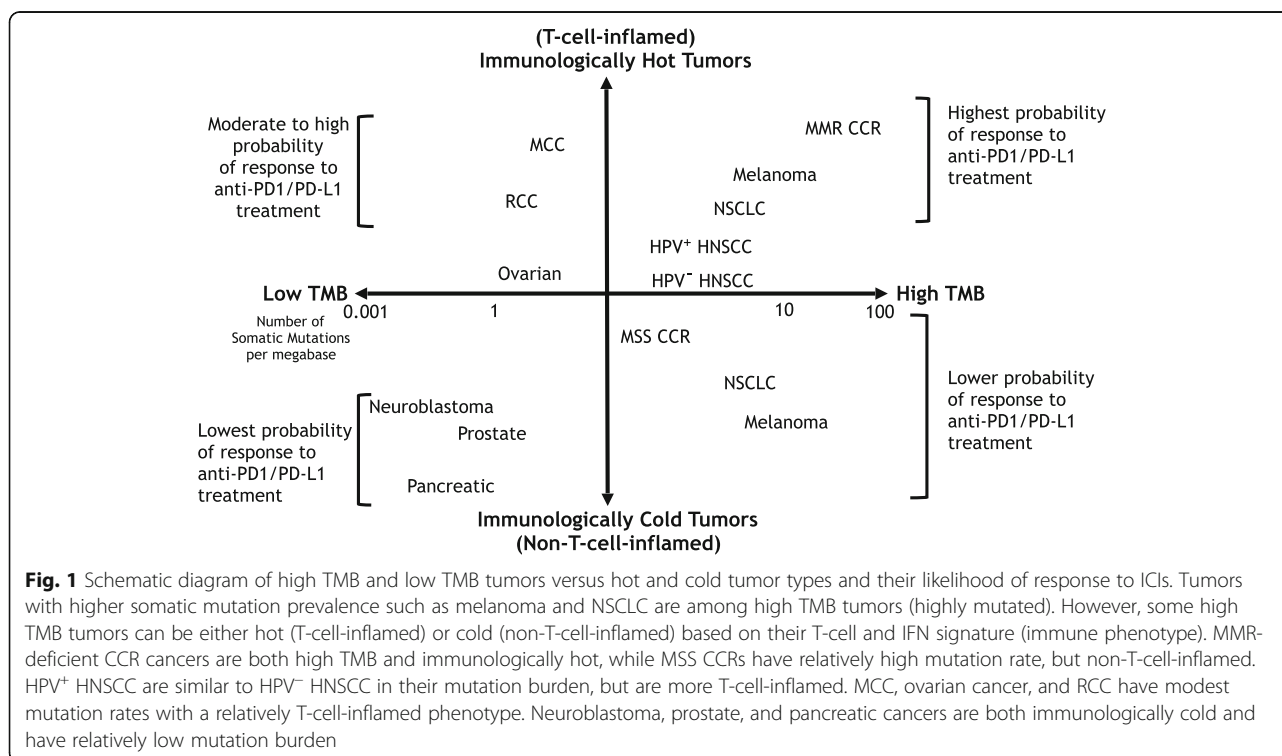 (T-cell-inflamed)
Immunologically Hot Tumors
Moderate to high
probability
of response to
anti-PD1/PD-L1
treatment
MCC
RCC
Ovarian
MMR CCR
Melanoma
NSCLC
HPV⁺ HNSCC
HPV⁻ HNSCC
Highest probability
of response to
anti-PD1/PD-L1
treatment
Low TMB
High TMB
0.001
1
10
100
Number of
Somatic Mutations
per megabase
MSS CCR
NSCLC
Melanoma
Lower probability
of response to
anti-PD1/PD-L1
treatment
Lowest probability
of response to
anti-PD1/PD-L1
treatment
Neuroblastoma
Prostate
Pancreatic
Immunologically Cold Tumors
(Non-T-cell-inflamed)
Fig. 1 Schematic diagram of high TMB and low TMB tumors versus hot and cold tumor types and their likelihood of response to ICIs. Tumors
with higher somatic mutation prevalence such as melanoma and NSCLC are among high TMB tumors (highly mutated). However, some high
TMB tumors can be either hot (T-cell-inflamed) or cold (non-T-cell-inflamed) based on their T-cell and IFN signature (immune phenotype). MMR-
deficient CCR cancers are both high TMB and immunologically hot, while MSS CCRs have relatively high mutation rate, but non-T-cell-inflamed.
HPV⁺ HNSCC are similar to HPV⁻ HNSCC in their mutation burden, but are more T-cell-inflamed. MCC, ovarian cancer, and RCC have modest
mutation rates with a relatively T-cell-inflamed phenotype. Neuroblastoma, prostate, and pancreatic cancers are both immunologically cold and
have relatively low mutation burden